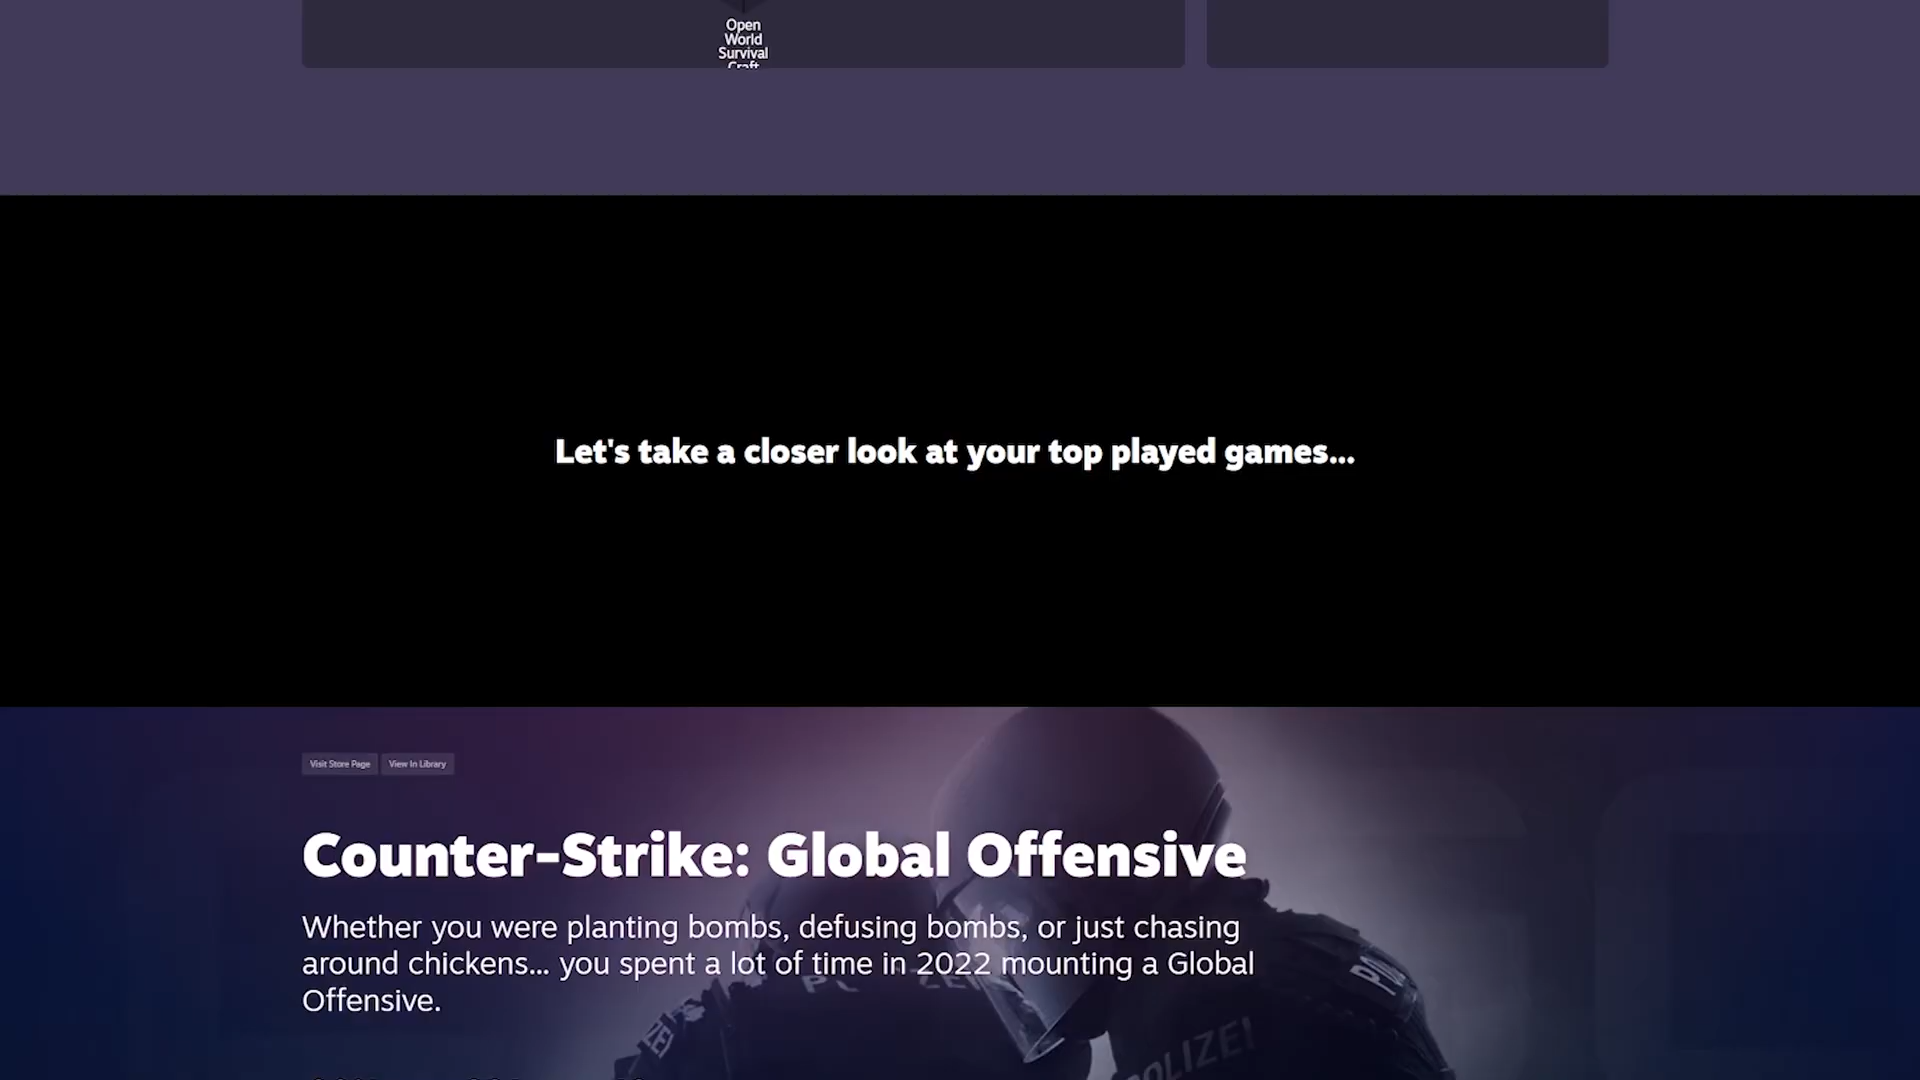 Open
World
Survival
Craft
Let's take a closer look at your top played games...
Visit Store Page
View In Library
Counter-Strike: Global Offensive
Whether you were planting bombs, defusing bombs, or just chasing
around chickens... you spent a lot of time in 2022 mounting a Global
Offensive.
POLIZEI